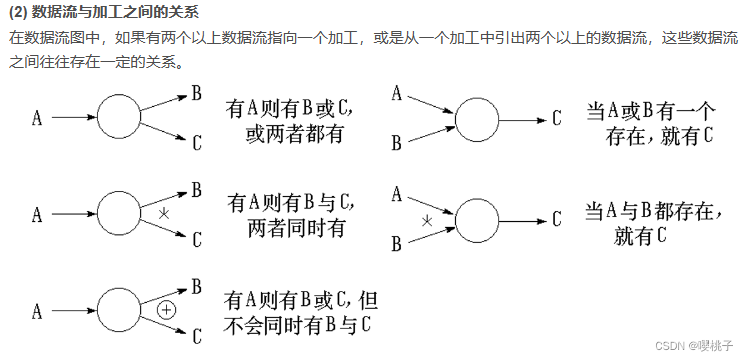 (2) 数据流与加工之间的关系
在数据流图中，如果有两个以上数据流指向一个加工，或是从一个加工中引出两个以上的数据流，这些数据流
之间往往存在一定的关系。
A B C 有A则有B或C，
或两者都有
A B C 当A或B有一个
存在，就有C
A B * C 有A则有B与C，
两者同时有
A * B C 当A与B都存在，
就有C
A B + C 有A则有B或C，但
不会同时有B与C
CSDN @嘤桃子